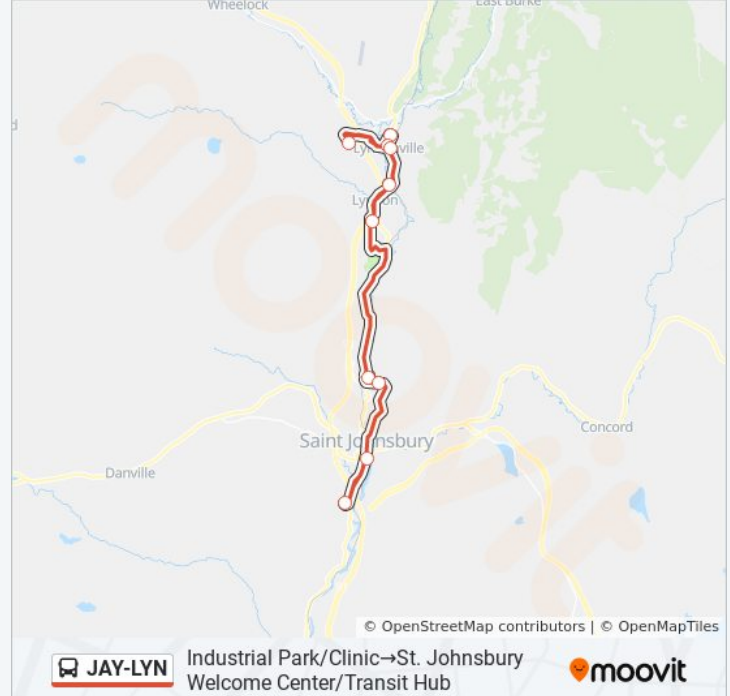 Wheelock
East Burke
Lyndonville
Lyndon
Saint Johnsbury
Concord
Danville
© OpenStreetMap contributors | © OpenMapTiles
JAY-LYN
Industrial Park/Clinic→St. Johnsbury
Welcome Center/Transit Hub
moovit
moovit